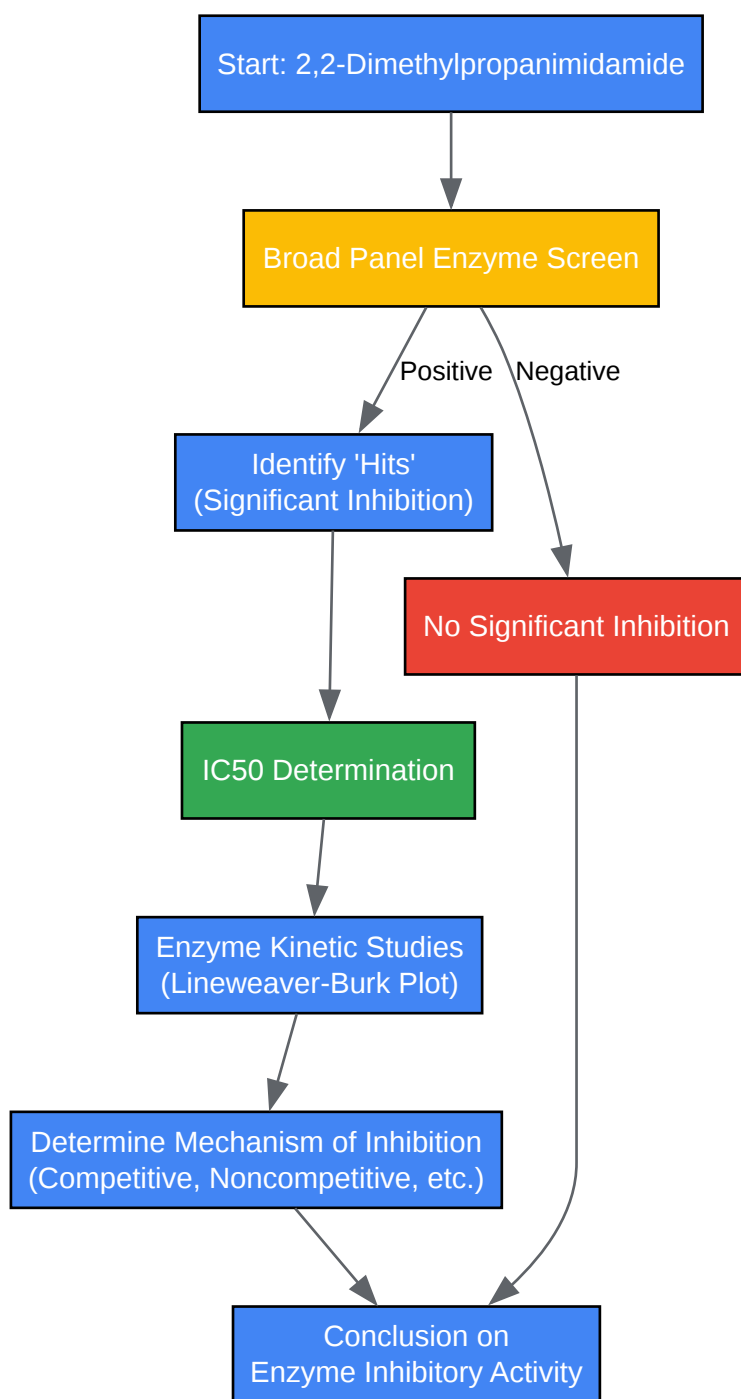 Start: 2,2-Dimethylpropanimidamide
Broad Panel Enzyme Screen
Positive
Negative
Identify 'Hits'
(Significant Inhibition)
No Significant Inhibition
IC50 Determination
Enzyme Kinetic Studies
(Lineweaver-Burk Plot)
Determine Mechanism of Inhibition
(Competitive, Noncompetitive, etc.)
Conclusion on
Enzyme Inhibitory Activity